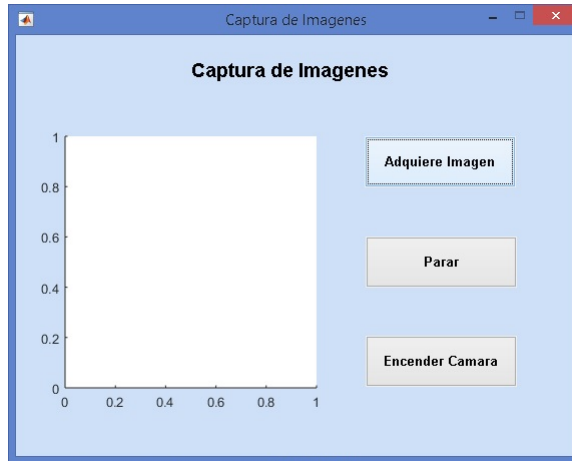 Captura de Imagenes
Captura de Imagenes
1
0.8
0.6
0.4
0.2
0
0 0.2 0.4 0.6 0.8 1
Adquiere Imagen
Parar
Encender Camara